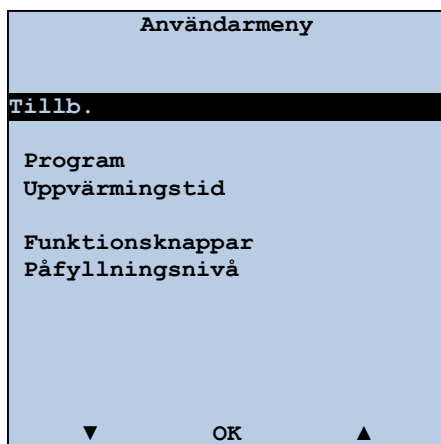 Användarmeny
Tillb.
Program
Uppvärmingstid
Funktionsknappar
Påfyllningsnivå
▼ OK ▲